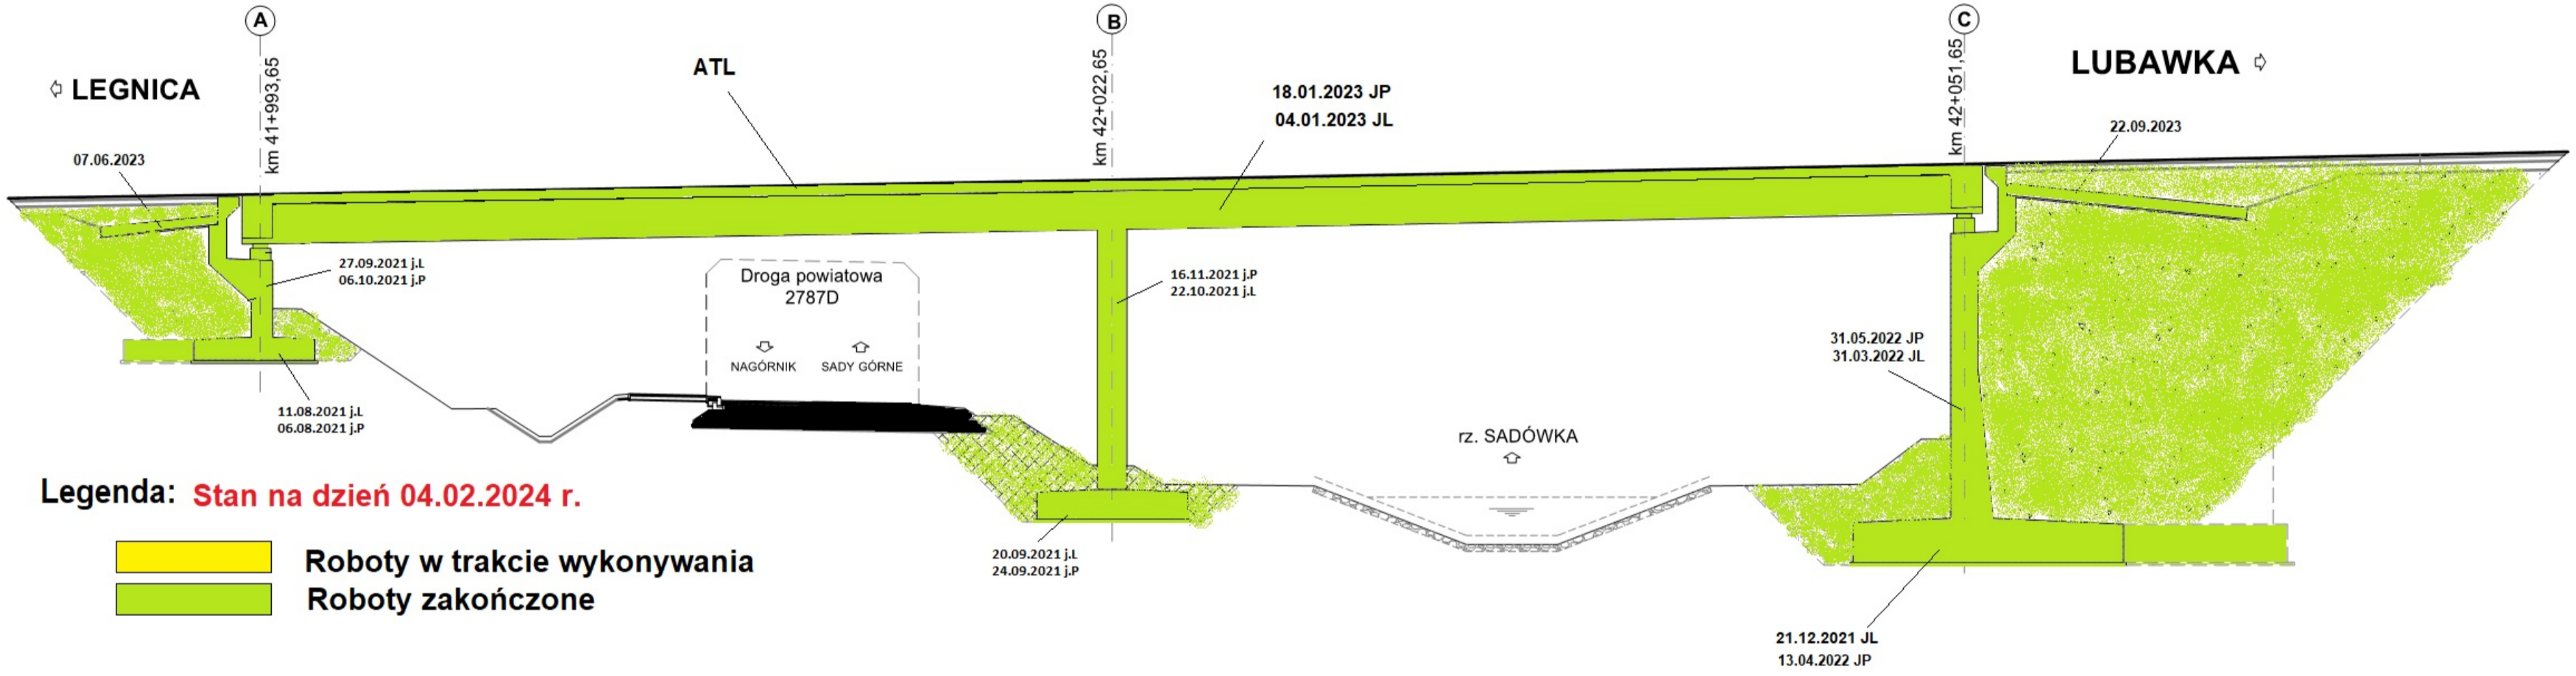 A
B
C
km 41+993,65
km 42+022,65
km 42+051,65
LEGNICA
ATL
LUBAWKA
18.01.2023 JP
04.01.2023 JL
07.06.2023
22.09.2023
27.09.2021 j.L
06.10.2021 j.P
Droga powiatowa
2787D
NAGÓRNIK
SADY GÓRNE
16.11.2021 j.P
22.10.2021 j.L
31.05.2022 JP
31.03.2022 JL
11.08.2021 j.L
06.08.2021 j.P
rz. SADÓWKA
20.09.2021 j.L
24.09.2021 j.P
21.12.2021 JL
13.04.2022 JP
Legenda: Stan na dzień 04.02.2024 r.
Roboty w trakcie wykonywania
Roboty zakończone